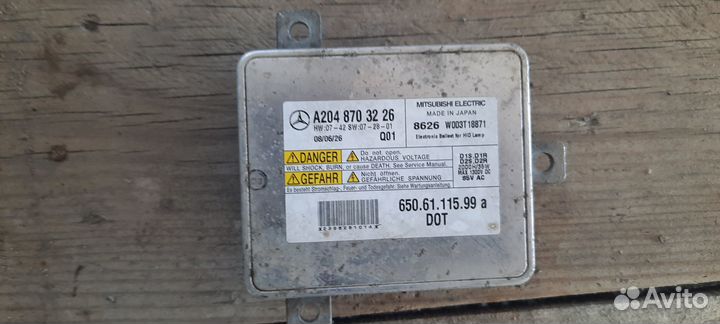 A204 870 32 26
HW:07-42 SW:07-28-01
08/06/26 Q01
MITSUBISHI ELECTRIC
MADE IN JAPAN
8626 W003T18871
Electronic Ballast for HID Lamp
DANGER Do not open.
HAZARDOUS VOLTAGE
WILL SHOCK, BURN, or cause DEATH. See Service Manual.
GEFAHR Nicht öffnen.
GEFÄHRLICHE SPANNUNG
Es besteht Stromschlag-, Feuer- und Todesgefahr: Siehe Wartungsanleitung.
D1S.D1R
D2S.D2R
MAX 1300V DC
85V AC
650.61.115.99 a
DOT
Avito